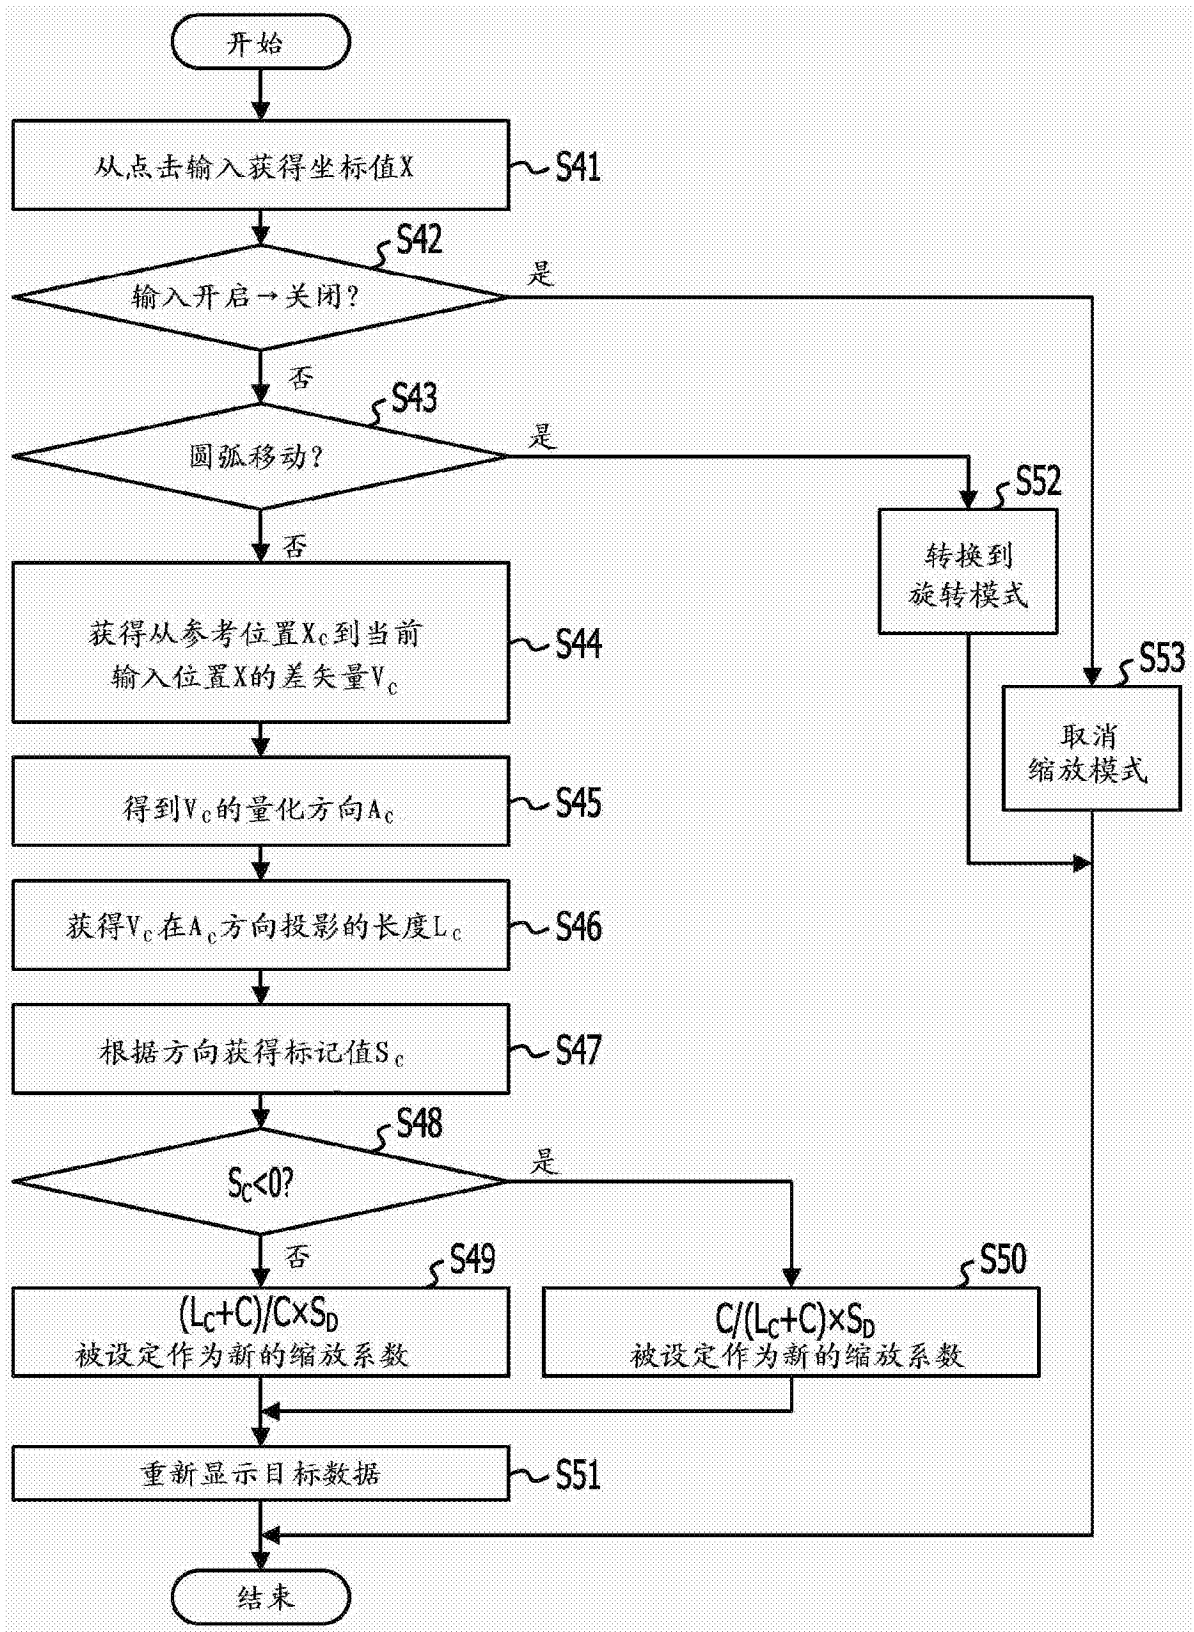 开始
从点击输入获得坐标值X
S41
S42
输入开启→关闭?
是
否
S43
圆弧移动?
是
否
S52
转换到
旋转模式
获得从参考位置Xc到当前
输入位置X的差矢量Vc
S44
S53
取消
缩放模式
得到Vc的量化方向Ac
S45
获得Vc在Ac方向投影的长度Lc
S46
根据方向获得标记值Sc
S47
S48
SC<0?
是
否
S49
(LC+C)/C×SD
被设定作为新的缩放系数
S50
C/(LC+C)×SD
被设定作为新的缩放系数
重新显示目标数据
S51
结束